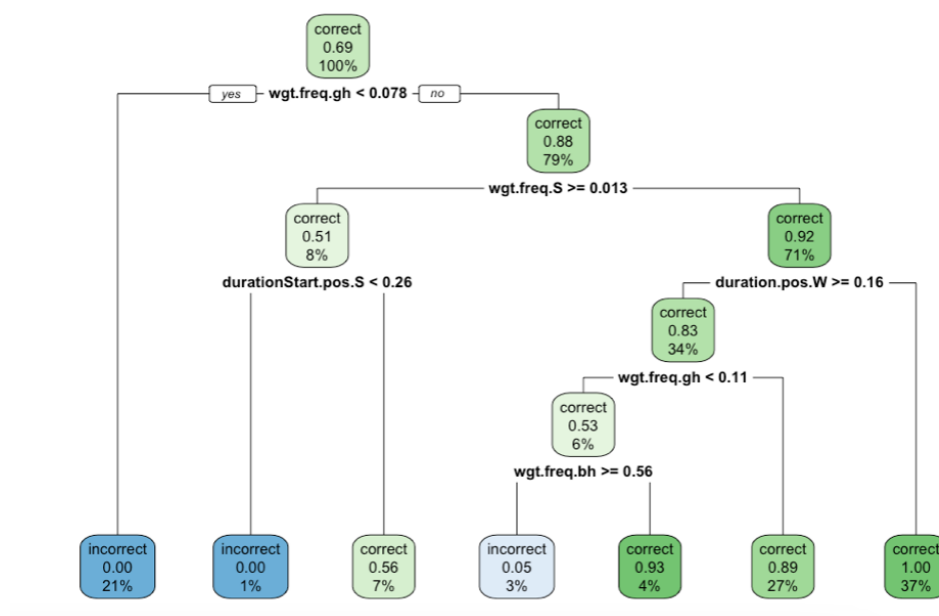 correct
0.69
100%
yes wgt.freq.gh < 0.078 no
correct
0.88
79%
wgt.freq.S >= 0.013
correct
0.51
8%
correct
0.92
71%
durationStart.pos.S < 0.26
duration.pos.W >= 0.16
correct
0.83
34%
wgt.freq.gh < 0.11
correct
0.53
6%
wgt.freq.bh >= 0.56
incorrect
0.00
21%
incorrect
0.00
1%
correct
0.56
7%
incorrect
0.05
3%
correct
0.93
4%
correct
0.89
27%
correct
1.00
37%